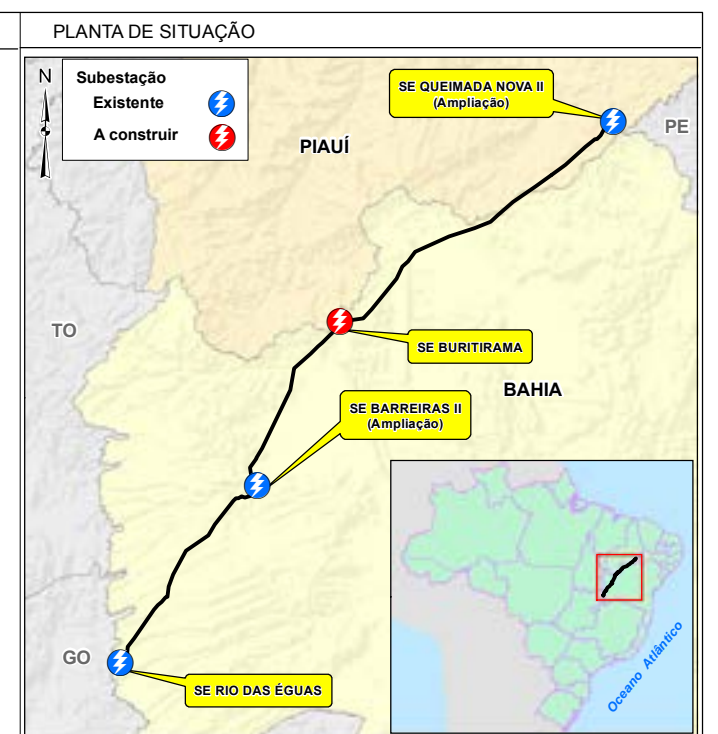 PLANTA DE SITUAÇÃO
N
Subestação
Existente
A construir
SE QUEIMADA NOVA II
(Ampliação)
PE
PIAUÍ
TO
SE BURITIRAMA
BAHIA
SE BARREIRAS II
(Ampliação)
GO
SE RIO DAS ÉGUAS
Oceano Atlântico